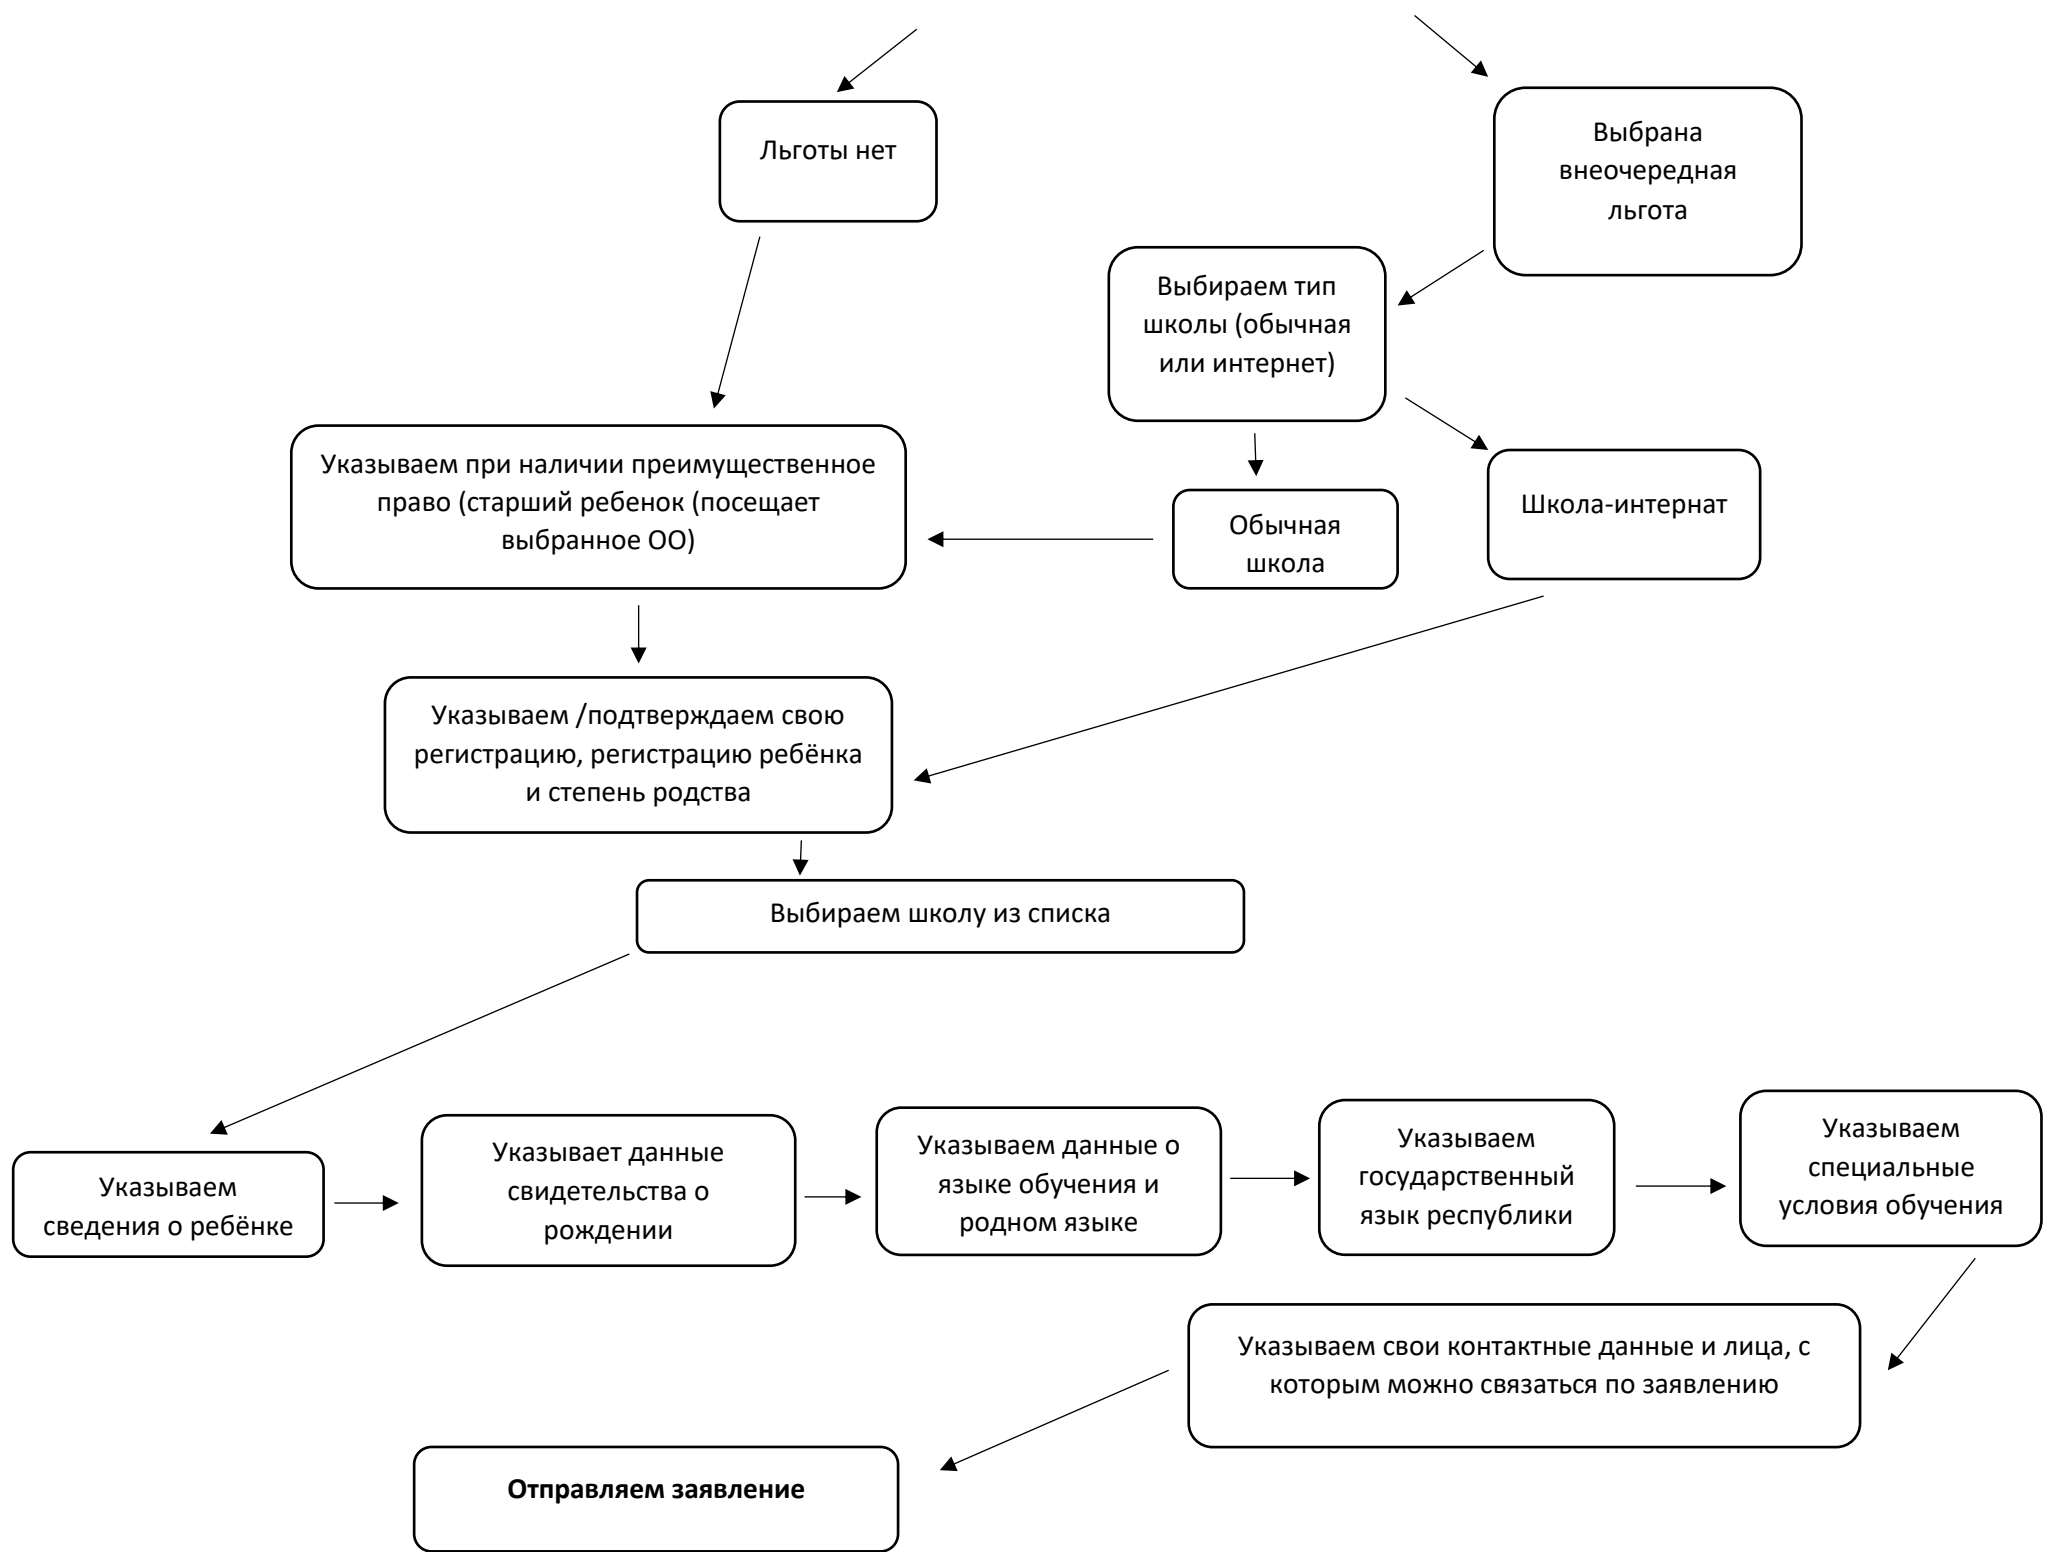 Льготы нет
Выбрана
внеочередная
льгота
Выбираем тип
школы (обычная
или интернет)
Указываем при наличии преимущественное
право (старший ребенок (посещает
выбранное ОО)
Обычная
школа
Школа-интернат
Указываем /подтверждаем свою
регистрацию, регистрацию ребёнка
и степень родства
Выбираем школу из списка
Указываем
сведения о ребёнке
Указывает данные
свидетельства о
рождении
Указываем данные о
языке обучения и
родном языке
Указываем
государственный
язык республики
Указываем
специальные
условия обучения
Указываем свои контактные данные и лица, с
которым можно связаться по заявлению
Отправляем заявление